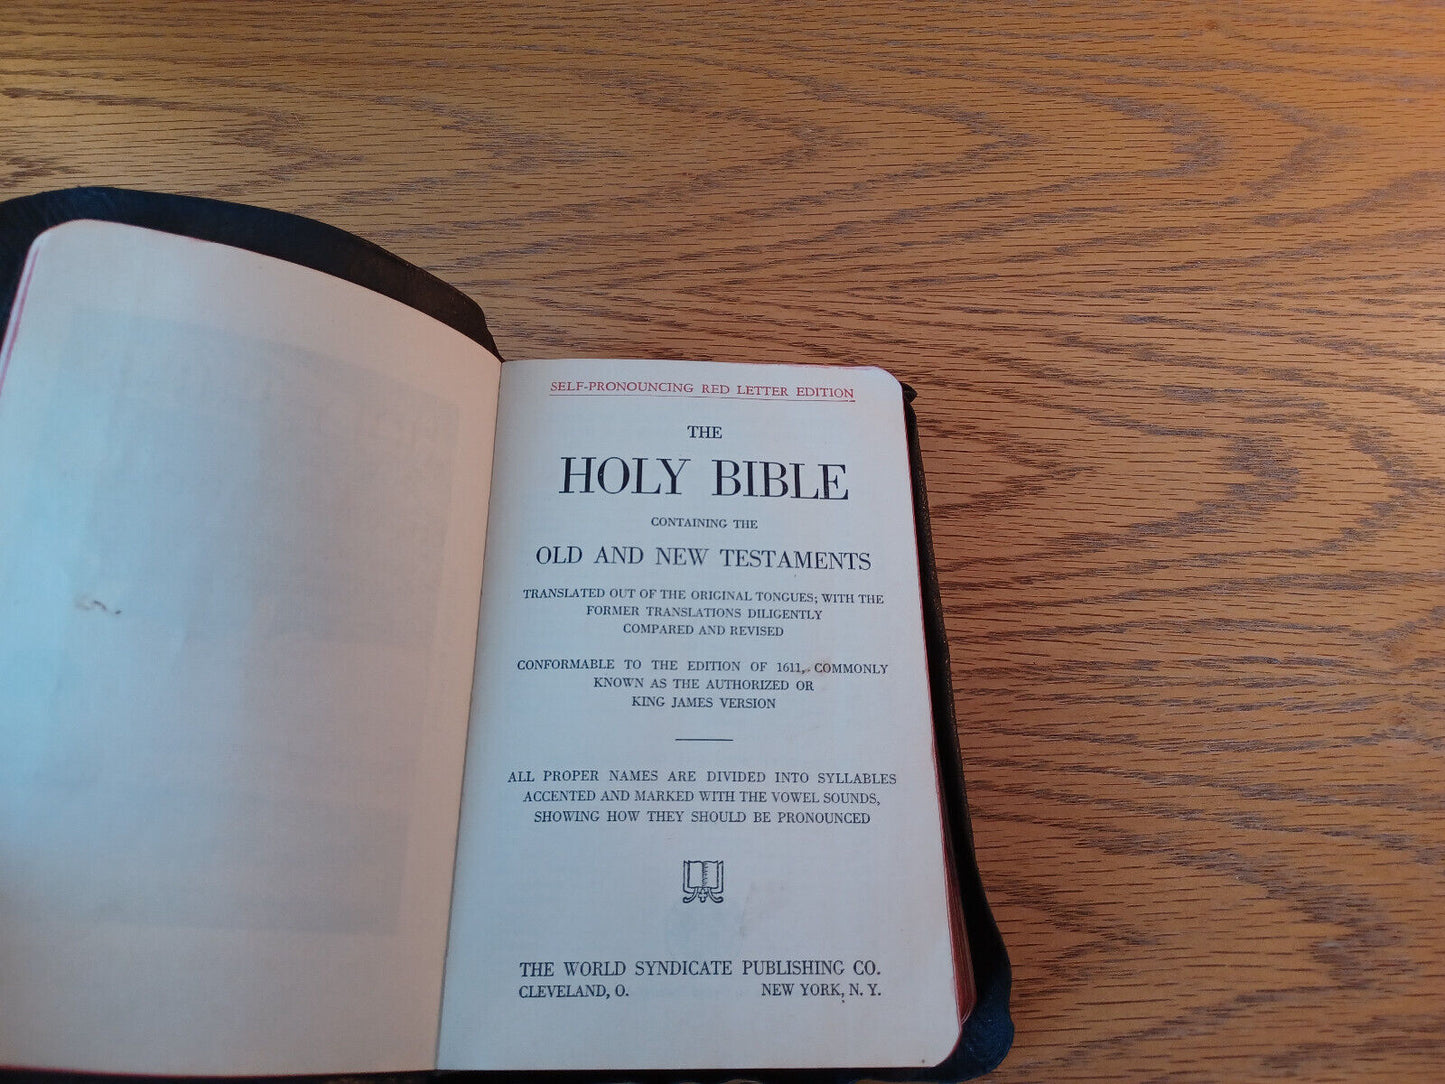 SELF-PRONOUNCING RED LETTER EDITION
THE
HOLY BIBLE
CONTAINING THE
OLD AND NEW TESTAMENTS
TRANSLATED OUT OF THE ORIGINAL TONGUES; WITH THE
FORMER TRANSLATIONS DILIGENTLY
COMPARED AND REVISED
CONFORMABLE TO THE EDITION OF 1611, COMMONLY
KNOWN AS THE AUTHORIZED OR
KING JAMES VERSION
ALL PROPER NAMES ARE DIVIDED INTO SYLLABLES
ACCENTED AND MARKED WITH THE VOWEL SOUNDS,
SHOWING HOW THEY SHOULD BE PRONOUNCED
THE WORLD SYNDICATE PUBLISHING CO.
CLEVELAND, O. NEW YORK, N. Y.